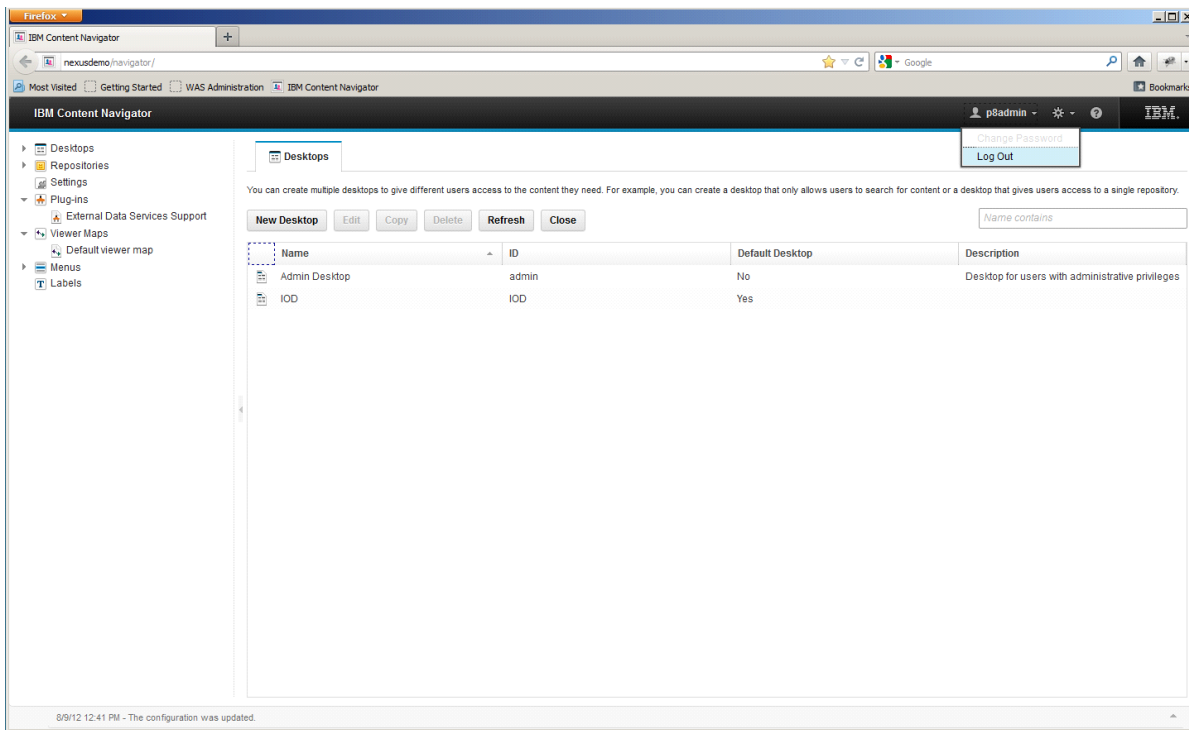 Firefox
IBM Content Navigator
+
nexusdemo/navigator/
Google
Most Visited Getting Started WAS Administration IBM Content Navigator Bookmarks
IBM Content Navigator p8admin IBM.
Change Password
Log Out
Desktops
Repositories
Settings
Plug-ins
External Data Services Support
Viewer Maps
Default viewer map
Menus
Labels
Desktops
You can create multiple desktops to give different users access to the content they need. For example, you can create a desktop that only allows users to search for content or a desktop that gives users access to a single repository.
New Desktop Edit Copy Delete Refresh Close Name contains
Name ID Default Desktop Description
Admin Desktop admin No Desktop for users with administrative privileges
IOD IOD Yes
8/9/12 12:41 PM - The configuration was updated.